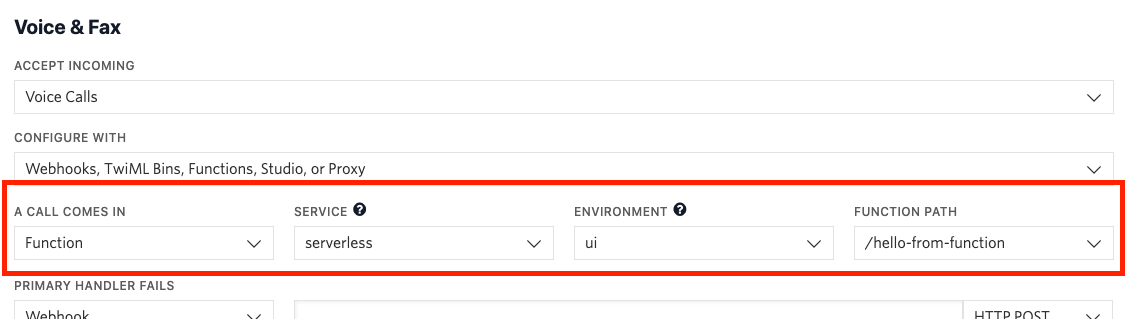 Voice & Fax
ACCEPT INCOMING
Voice Calls
CONFIGURE WITH
Webhooks, TwiML Bins, Functions, Studio, or Proxy
A CALL COMES IN SERVICE ? ENVIRONMENT ? FUNCTION PATH
Function serverless ui /hello-from-function
PRIMARY HANDLER FAILS
Webhook HTTP POST